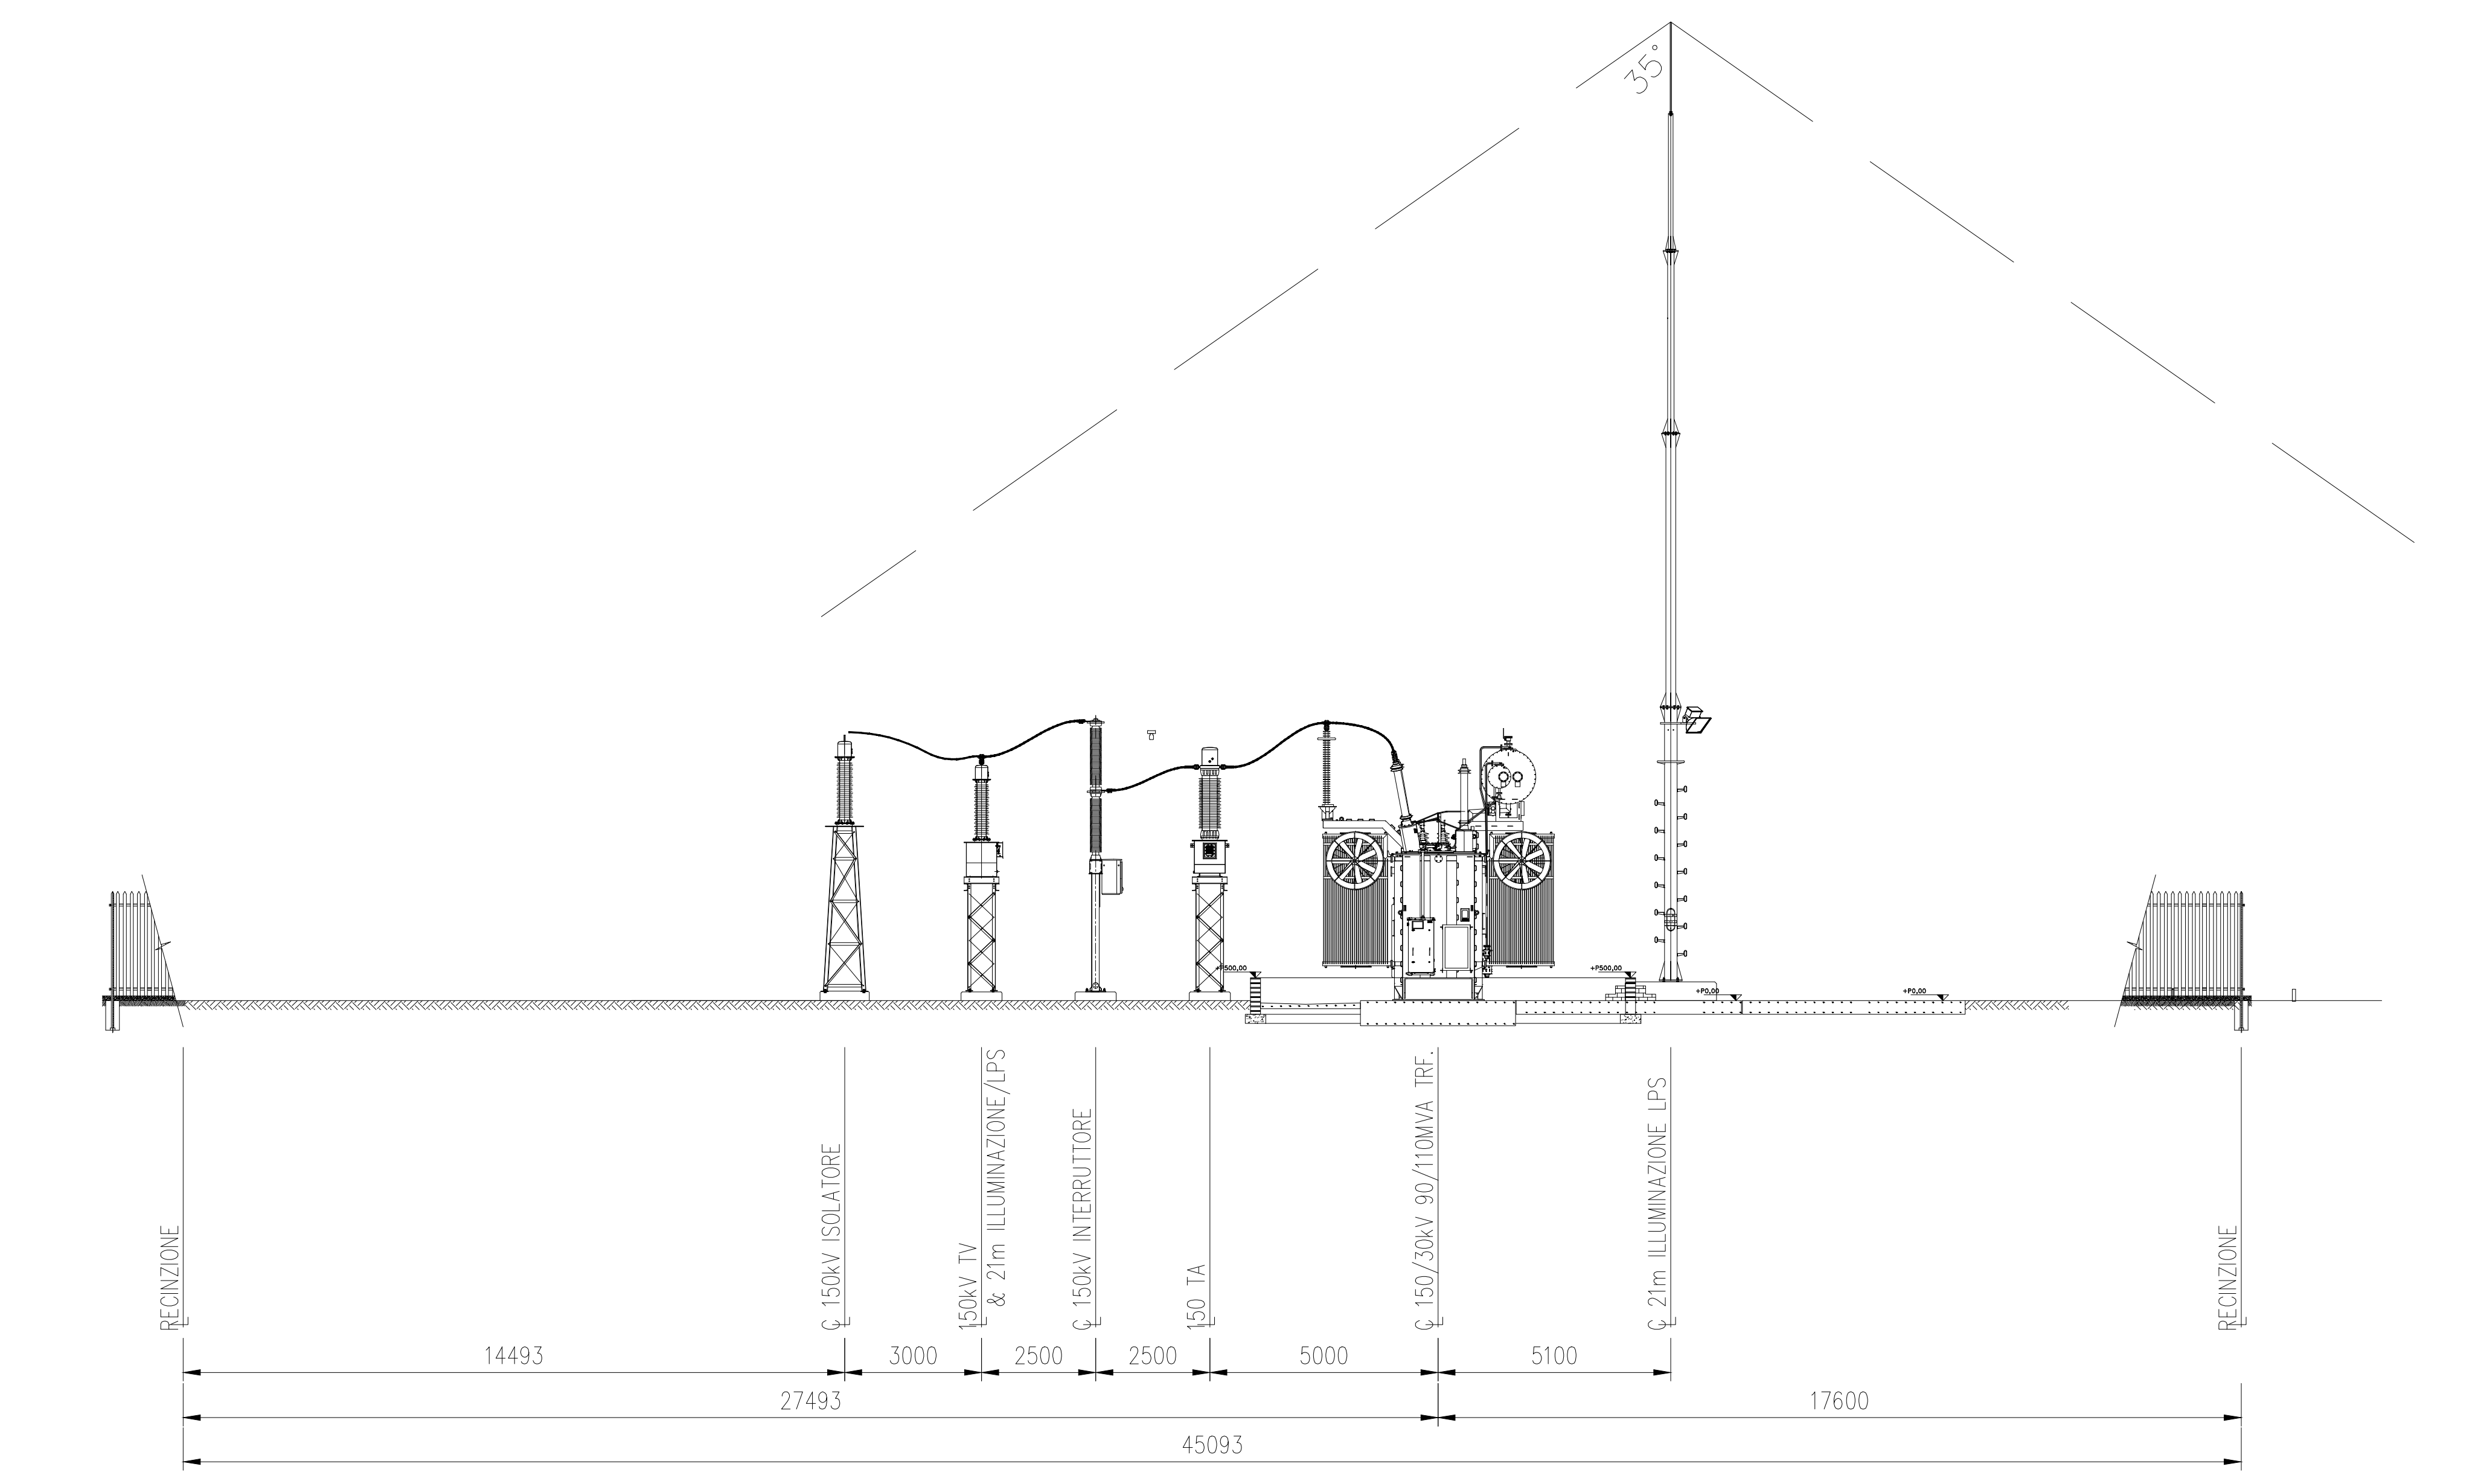 35°
+P500,00
+P500,00
+P0,00
+P0,00
RECINZIONE
℄ 150kV ISOLATORE
150kV TV
& 21m ILLUMINAZIONE/LPS
℄ 150kV INTERRUTTORE
150 TA
℄ 150/30kV 90/110MVA TRF.
℄ 21m ILLUMINAZIONE LPS
RECINZIONE
14493
3000
2500
2500
5000
5100
27493
17600
45093